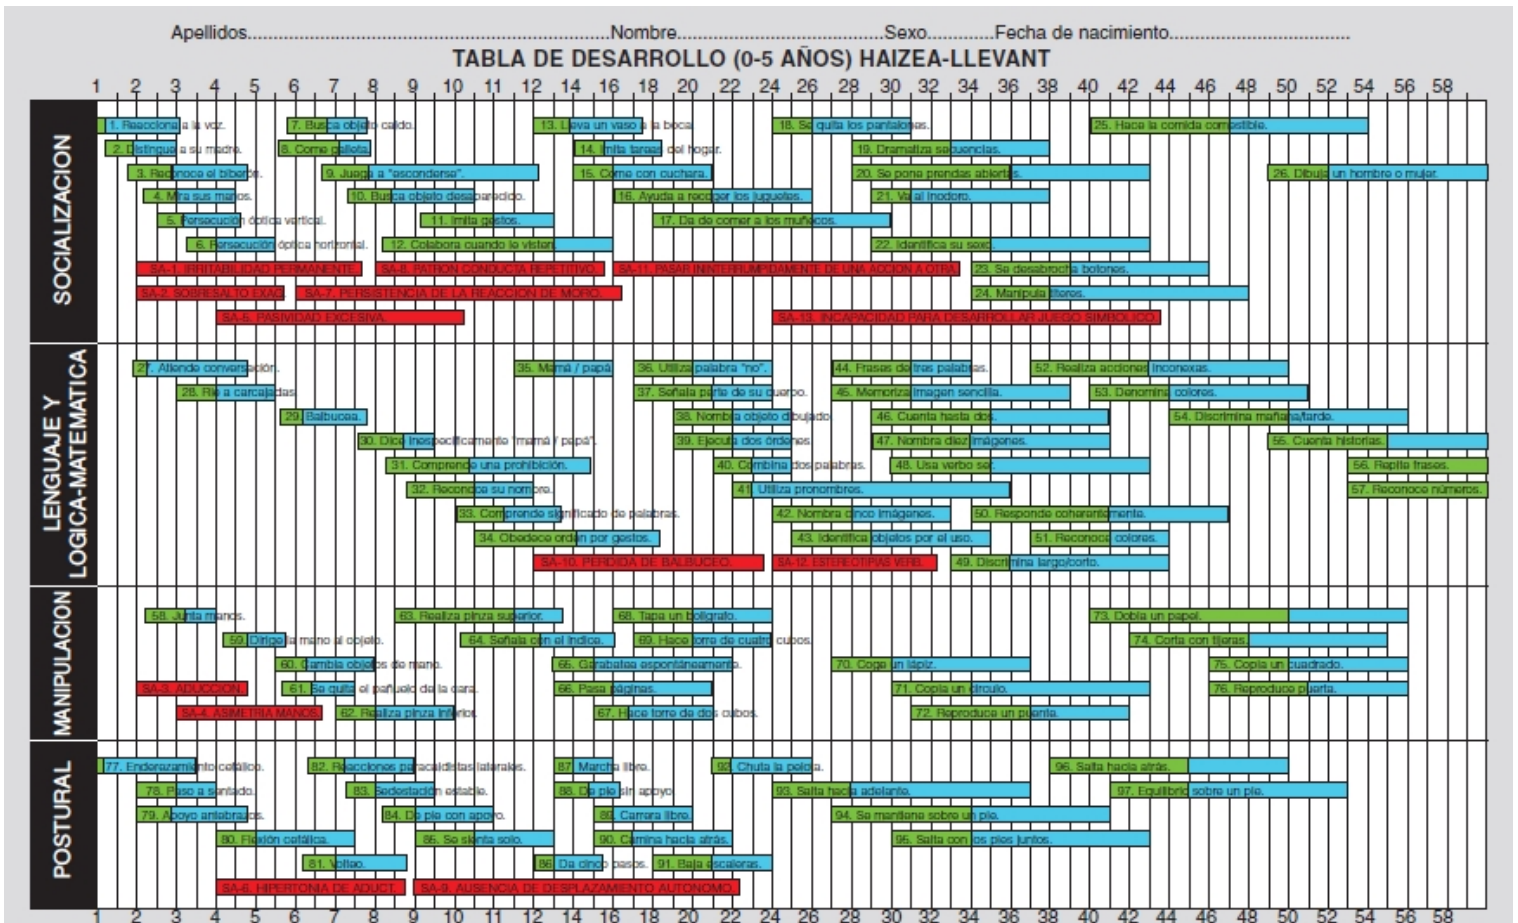 Apellidos.....................................................................Nombre.......................................Sexo.............Fecha de nacimiento...................................
TABLA DE DESARROLLO (0-5 AÑOS) HAIZEA-LLEVANT
1 2 3 4 5 6 7 8 9 10 12 14 16 18 20 22 24 26 28 30 32 34 36 38 40 42 44 46 48 50 52 54 56 58
SOCIALIZACION
1. Reacciona a la voz.
2. Distingue a su madre.
3. Reconoce el biberón.
4. Mira sus manos.
5. Persecución óptica vertical.
6. Persecución óptica horizontal.
7. Busca objeto caído.
8. Come galleta.
9. Juega a "esconderse".
10. Busca objeto desaparecido.
11. Imita gestos.
12. Colabora cuando le visten.
13. Lleva un vaso a la boca.
14. Imita tareas del hogar.
15. Come con cuchara.
16. Ayuda a recoger los juguetes.
17. Da de comer a los muñecos.
18. Se quita los pantalones.
19. Dramatiza secuencias.
20. Se pone prendas abiertas.
21. Va al inodoro.
22. Identifica su sexo.
23. Se desabrocha botones.
24. Manipula títeres.
25. Hace la comida comestible.
26. Dibuja un hombre o mujer.
SA-1. IRRITABILIDAD PERMANENTE.
SA-8. PATRON CONDUCTA REPETITIVO.
SA-11. PASAR ININTERRUMPIDAMENTE DE UNA ACCION A OTRA
SA-2. SOBRESALTO EXAG.
SA-7. PERSISTENCIA DE LA REACCION DE MORO.
SA-5. PASIVIDAD EXCESIVA.
SA-13. INCAPACIDAD PARA DESARROLLAR JUEGO SIMBOLICO.
LENGUAJE Y
LOGICA-MATEMATICA
27. Atiende conversación.
28. Ríe a carcajadas.
29. Balbucea.
30. Dice inespecíficamente "mamá / papá".
31. Comprende una prohibición.
32. Reconoce su nombre.
33. Comprende significado de palabras.
34. Obedece orden por gestos.
35. Mamá / papá
36. Utiliza palabra "no".
37. Señala parte de su cuerpo.
38. Nombra objeto dibujado.
39. Ejecuta dos órdenes.
40. Combina dos palabras.
41 Utiliza pronombres.
42. Nombra cinco imágenes.
43. Identifica objetos por el uso.
44. Frases de tres palabras.
45. Memoriza imagen sencilla.
46. Cuenta hasta dos.
47. Nombra diez imágenes.
48. Usa verbo ser.
50. Responde coherentemente.
51. Reconoce colores.
49. Discrimina largo/corto.
52. Realiza acciones inconexas.
53. Denomina colores.
54. Discrimina mañana/tarde.
55. Cuenta historias.
56. Repite frases.
57. Reconoce números.
SA-10. PERDIDA DE BALBUCEO.
SA-12. ESTEREOTIPIAS VERB.
MANIPULACION
58. Junta manos.
59. Dirige la mano al objeto.
60. Cambia objetos de mano.
61. Se quita el pañuelo de la cara.
62. Realiza pinza inferior.
63. Realiza pinza superior.
64. Señala con el índice.
65. Garabatea espontáneamente.
66. Pasa páginas.
67. Hace torre de dos cubos.
68. Tapa un bolígrafo.
69. Hace torre de cuatro cubos.
70. Coge un lápiz.
71. Copia un círculo.
72. Reproduce un puente.
73. Dobla un papel.
74. Corta con tijeras.
75. Copia un cuadrado.
76. Reproduce puerta.
SA-3. ADUCCION.
SA-4. ASIMETRIA MANOS.
POSTURAL
77. Enderezamiento cefálico.
78. Paso a sentado.
79. Apoyo antebrazos.
80. Flexión cefálica.
81. Volteo.
82. Reacciones paracaidistas laterales.
83. Sedestación estable.
84. De pie con apoyo.
85. Se sienta solo.
86. Da cinco pasos.
87 Marcha libre.
88. De pie sin apoyo
89. Carrera libre.
90. Camina hacia atrás.
91. Baja escaleras.
92. Chuta la pelota.
93. Salta hacia adelante.
94. Se mantiene sobre un pie.
95. Salta con los pies juntos.
96. Salta hacia atrás.
97. Equilibrio sobre un pie.
SA-6. HIPERTONIA DE ADUCT.
SA-9. AUSENCIA DE DESPLAZAMIENTO AUTONOMO.
1 2 3 4 5 6 7 8 9 10 12 14 16 18 20 22 24 26 28 30 32 34 36 38 40 42 44 46 48 50 52 54 56 58